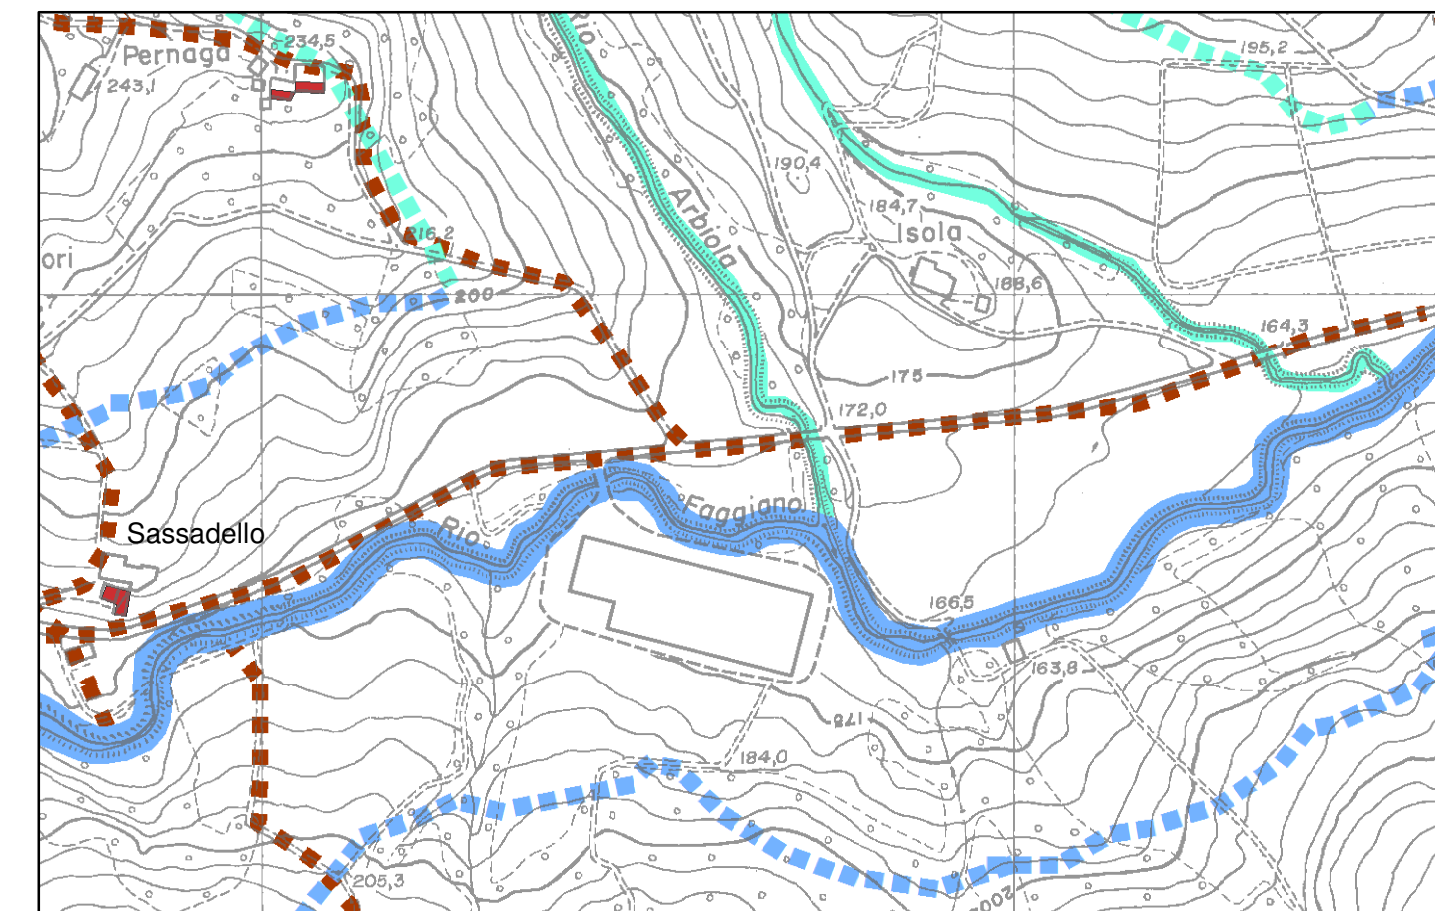 Pernaga
234,5
243,1
Rio
Arbiola
195,2
190,4
184,7
Isola
216,2
ori
200
188,6
164,3
175
172,0
Sassadello
Rio
Faggiano
166,5
163,8
175
184,0
205,3
200